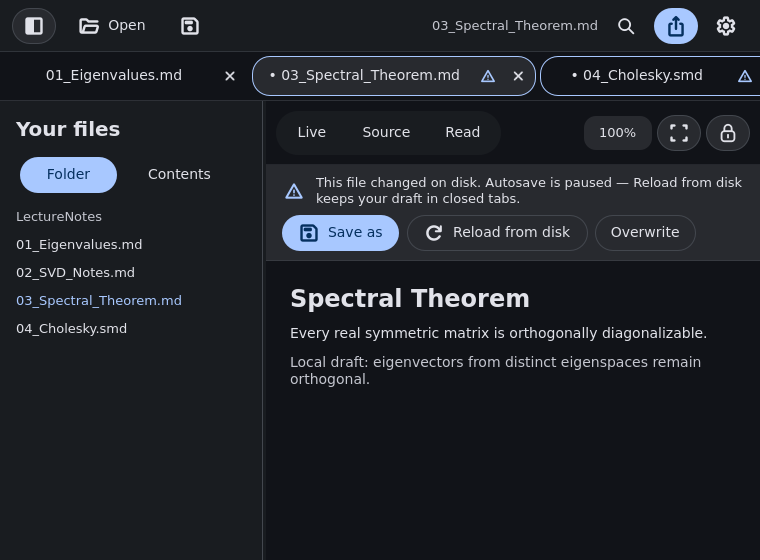 Open
03_Spectral_Theorem.md
01_Eigenvalues.md
• 03_Spectral_Theorem.md
• 04_Cholesky.smd
Your files
Folder
Contents
LectureNotes
01_Eigenvalues.md
02_SVD_Notes.md
03_Spectral_Theorem.md
04_Cholesky.smd
Live
Source
Read
100%
This file changed on disk. Autosave is paused — Reload from disk
keeps your draft in closed tabs.
Save as
Reload from disk
Overwrite
Spectral Theorem
Every real symmetric matrix is orthogonally diagonalizable.
Local draft: eigenvectors from distinct eigenspaces remain
orthogonal.